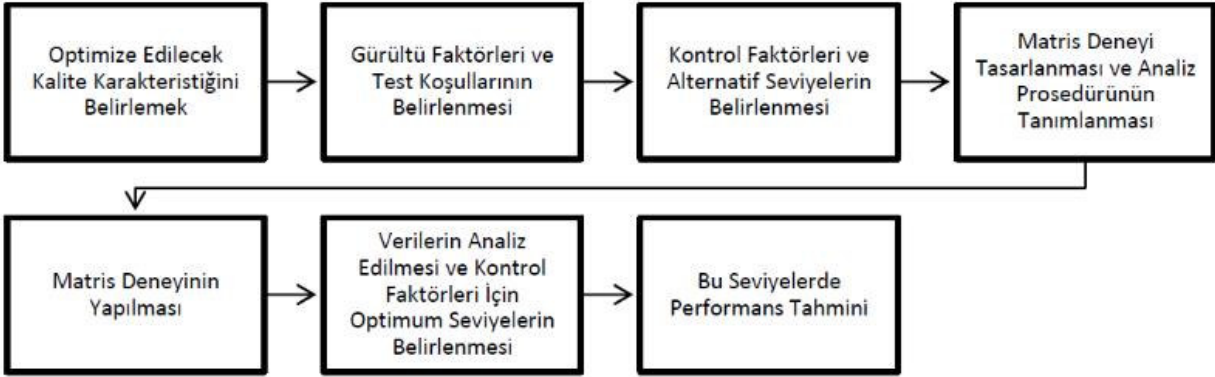 Optimize Edilecek
Kalite Karakteristiğini
Belirlemek
Gürültü Faktörleri ve
Test Koşullarının
Belirlenmesi
Kontrol Faktörleri ve
Alternatif Seviyelerin
Belirlenmesi
Matris Deneyi
Tasarlanması ve Analiz
Prosedürünün
Tanımlanması
Matris Deneyinin
Yapılması
Verilerin Analiz
Edilmesi ve Kontrol
Faktörleri İçin
Optimum Seviyelerin
Belirlenmesi
Bu Seviyelerde
Performans Tahmini